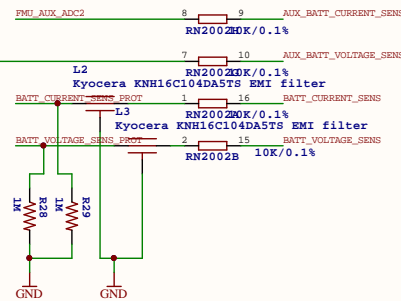 FMU_AUX_ADC2 8 9 AUX_BATT_CURRENT_SENS
RN2002H 10K/0.1%
7 10 AUX_BATT_VOLTAGE_SENS
L2 RN2002G 10K/0.1%
Kyocera KNH16C104DA5TS EMI filter
BATT_CURRENT_SENS_PROT 1 16 BATT_CURRENT_SENS
L3 RN2002A 10K/0.1%
Kyocera KNH16C104DA5TS EMI filter
BATT_VOLTAGE_SENS_PROT 2 15 BATT_VOLTAGE_SENS
RN2002B 10K/0.1%
R28
1M
R29
1M
GND GND